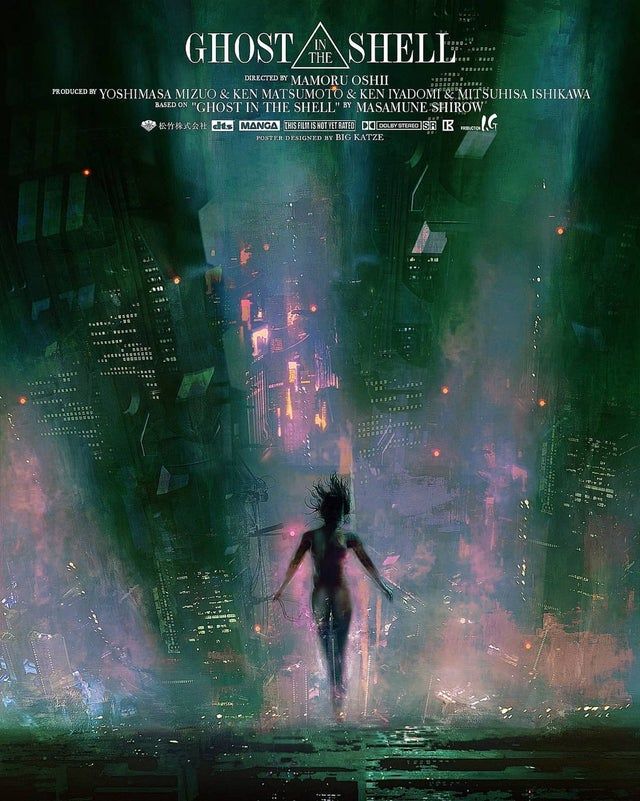 GHOST IN THE SHELL
DIRECTED BY MAMORU OSHII
PRODUCED BY YOSHIMASA MIZUO & KEN MATSUMOTO & KEN IYADOMI & MITSUHISA ISHIKAWA
BASED ON "GHOST IN THE SHELL" BY MASAMUNE SHIROW
松竹株式会社 dts MANGA THIS FILM IS NOT YET RATED DOLBY STEREO SR K PRODUCTION I.G
POSTER DESIGNED BY BIG KATZE